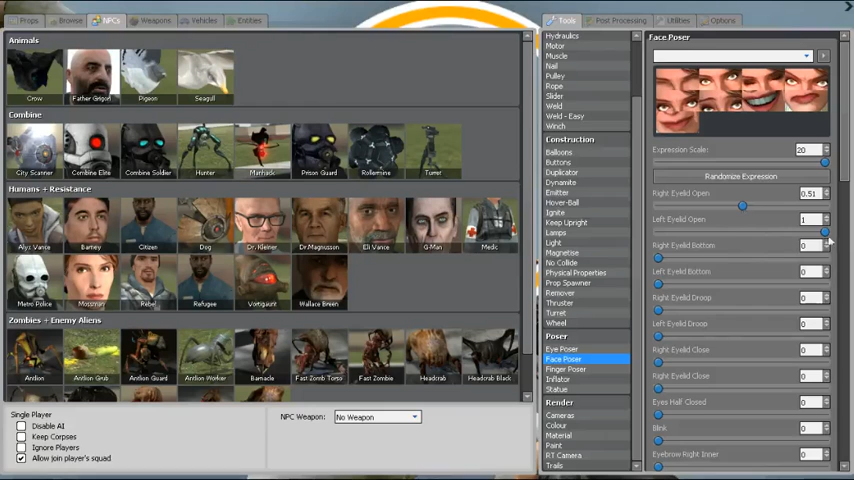 Props Browse NPCs Weapons Vehicles Entities
Animals
Crow Father Grigori Pigeon Seagull
Combine
City Scanner Combine Elite Combine Soldier Hunter Manhack Prison Guard Rollermine Turret
Humans + Resistance
Alyx Vance Barney Citizen Dog Dr. Kleiner Dr.Magnusson Eli Vance G-Man Medic
Metro Police Mossman Rebel Refugee Vortigaunt Wallace Breen
Zombies + Enemy Aliens
Antlion Antlion Grub Antlion Guard Antlion Worker Barnacle Fast Zombie Torso Fast Zombie Headcrab Headcrab Black
Single Player
Disable AI
Keep Corpses
Ignore Players
Allow join player's squad
NPC Weapon: No Weapon
Tools Post Processing Utilities Options
Hydraulics
Motor
Muscle
Nail
Pulley
Rope
Slider
Weld
Weld - Easy
Winch
Construction
Balloons
Buttons
Duplicator
Dynamite
Emitter
Hover-Ball
Ignite
Keep Upright
Lamps
Light
Magnetise
No Collide
Physical Properties
Prop Spawner
Remover
Thruster
Turret
Wheel
Poser
Eye Poser
Face Poser
Finger Poser
Inflator
Statue
Render
Cameras
Colour
Material
Paint
RT Camera
Trails
Face Poser
Expression Scale: 20
Randomize Expression
Right Eyelid Open 0.51
Left Eyelid Open 1
Right Eyelid Bottom 0
Left Eyelid Bottom 0
Right Eyelid Droop 0
Left Eyelid Droop 0
Right Eyelid Close 0
Right Eyelid Close 0
Eyes Half Closed 0
Blink 0
Eyebrow Right Inner 0